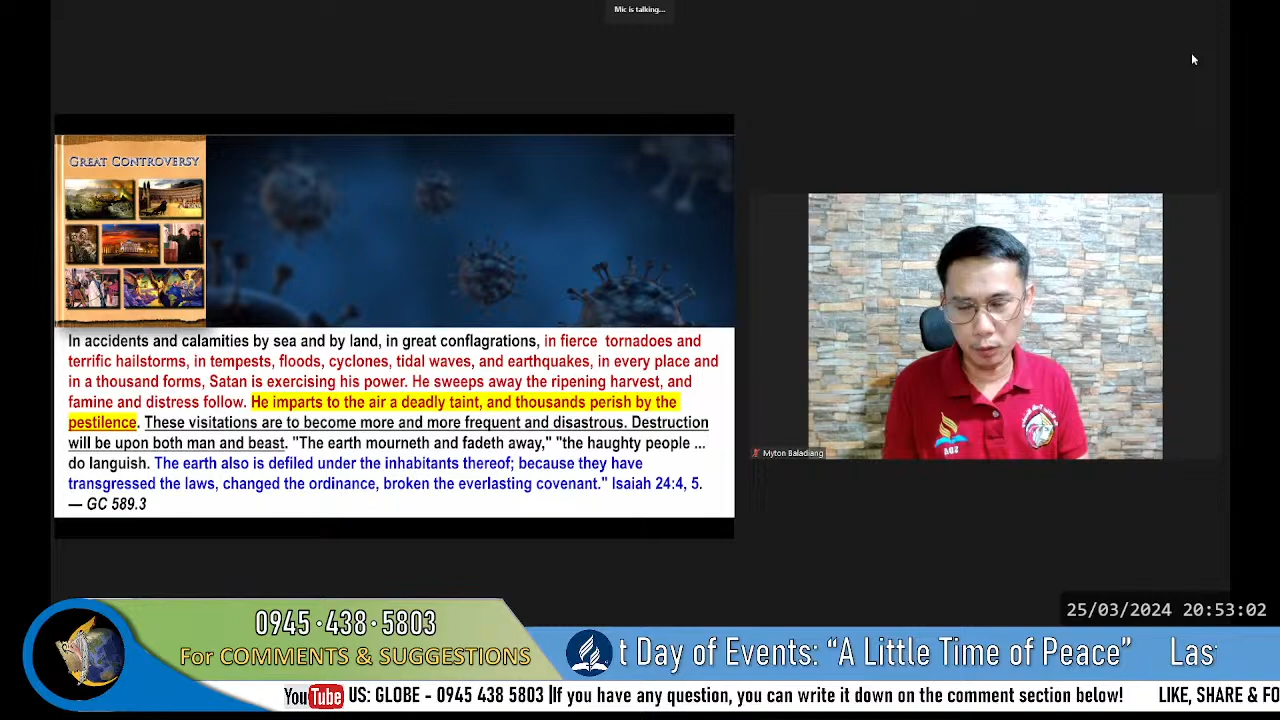 Mic is talking...
GREAT CONTROVERSY
In accidents and calamities by sea and by land, in great conflagrations, in fierce tornadoes and
terrific hailstorms, in tempests, floods, cyclones, tidal waves, and earthquakes, in every place and
in a thousand forms, Satan is exercising his power. He sweeps away the ripening harvest, and
famine and distress follow. He imparts to the air a deadly taint, and thousands perish by the
pestilence. These visitations are to become more and more frequent and disastrous. Destruction
will be upon both man and beast. "The earth mourneth and fadeth away," "the haughty people ...
do languish. The earth also is defiled under the inhabitants thereof; because they have
transgressed the laws, changed the ordinance, broken the everlasting covenant." Isaiah 24:4, 5.
— GC 589.3
Myton Baladiang
SDA
25/03/2024 20:53:02
0945·438·5803
For COMMENTS & SUGGESTIONS
t Day of Events: “A Little Time of Peace” Las
YouTube US: GLOBE - 0945 438 5803 |If you have any question, you can write it down on the comment section below! LIKE, SHARE & FO